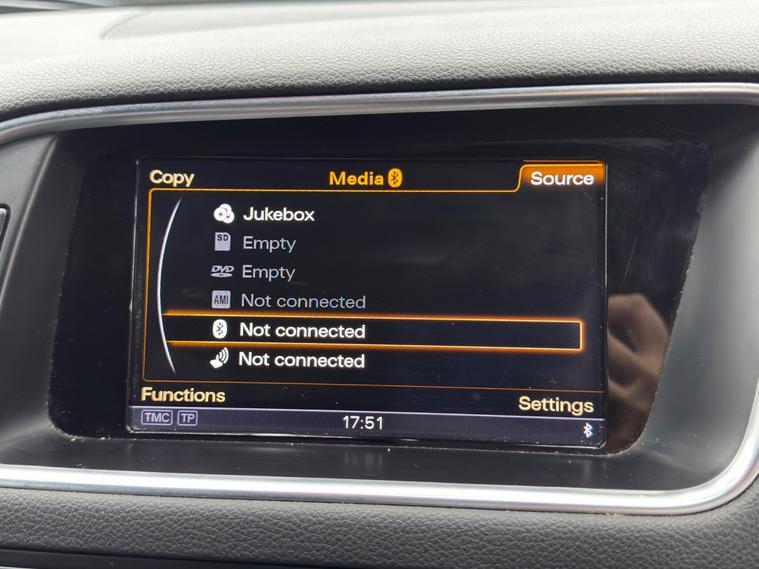 Copy Media Source
Jukebox
SD Empty
DVD Empty
AMI Not connected
Not connected
Not connected
Functions Settings
TMC TP 17:51